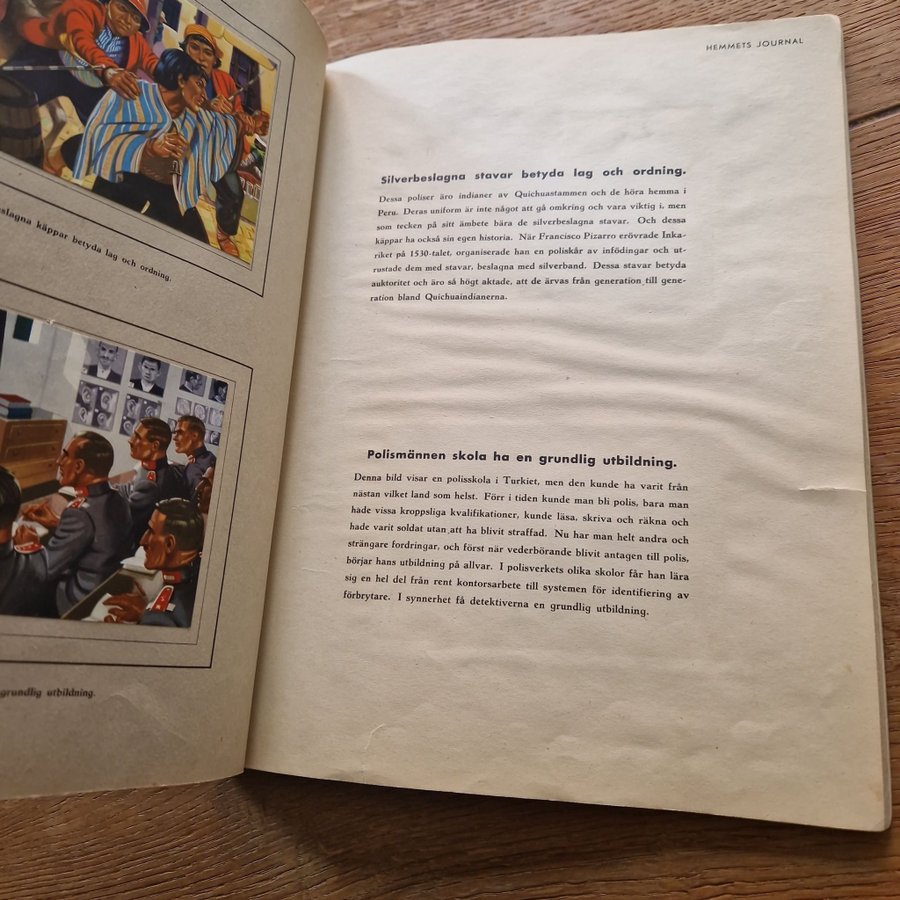 käppar betyda lag och ordning.
grundlig utbildning.
HEMMETS JOURNAL
Silverbeslagna stavar betyda lag och ordning.
Dessa poliser äro indianer av Quichuastammen och de höra hemma i
Peru. Deras uniform är inte något att gå omkring och vara viktig i, men
som tecken på sitt ämbete bära de silverbeslagna stavar. Och dessa
käppar ha också sin egen historia. När Francisco Pizarro erövrade Inka-
riket på 1530-talet, organiserade han en poliskår av infödingar och ut-
rustade dem med stavar, beslagna med silverband. Dessa stavar betyda
auktoritet och äro så högt aktade, att de ärvas från generation till gene-
ration bland Quichuaindianerna.
Polismännen skola ha en grundlig utbildning.
Denna bild visar en polisskola i Turkiet, men den kunde ha varit från
nästan vilket land som helst. Förr i tiden kunde man bli polis, bara man
hade vissa kroppsliga kvalifikationer, kunde läsa, skriva och räkna och
hade varit soldat utan att ha blivit straffad. Nu har man helt andra och
strängare fordringar, och först när vederbörande blivit antagen till polis,
börjar hans utbildning på allvar. I polisverkets olika skolor får han lära
sig en hel del från rent kontorsarbete till systemen för identifiering av
förbrytare. I synnerhet få detektiverna en grundlig utbildning.